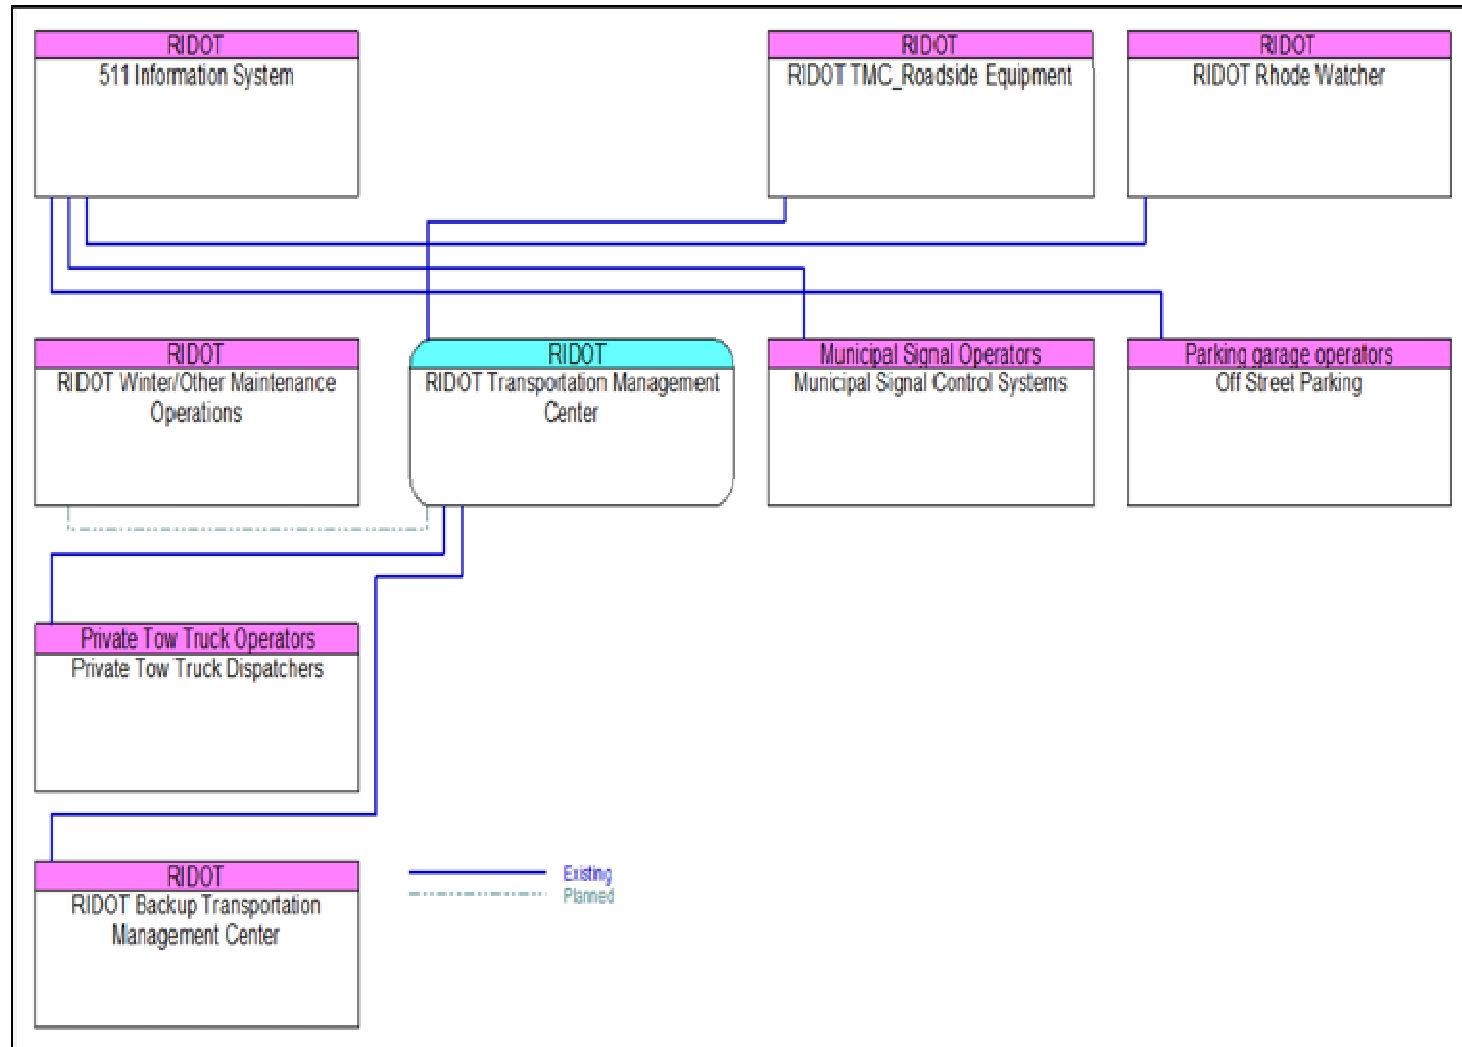 RIDOT
511 Information System
RIDOT
RIDOT TMC_Roadside Equipment
RIDOT
RIDOT Rhode Watcher
RIDOT
RIDOT Winter/Other Maintenance
Operations
RIDOT
RIDOT Transportation Management
Center
Municipal Signal Operators
Municipal Signal Control Systems
Parking garage operators
Off Street Parking
Private Tow Truck Operators
Private Tow Truck Dispatchers
RIDOT
RIDOT Backup Transportation
Management Center
Existing
Planned